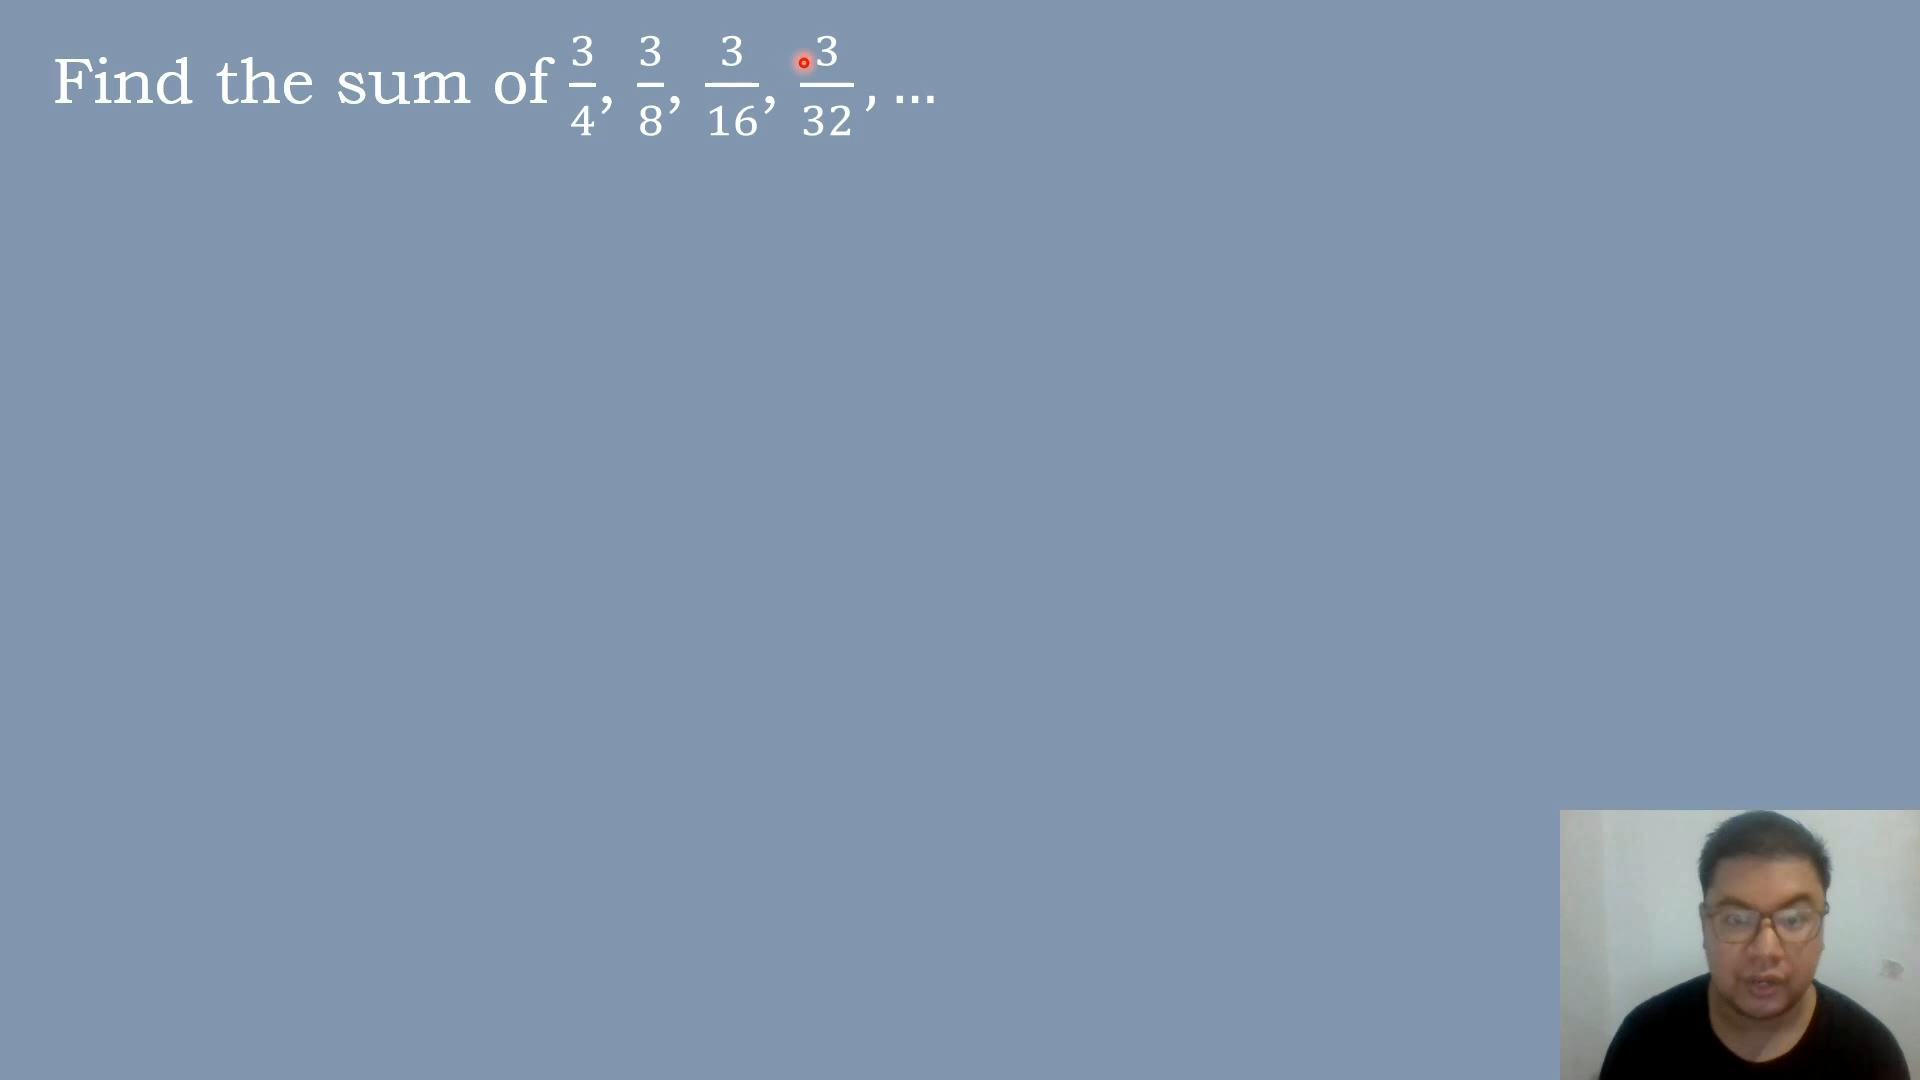 Find the sum of 3/4, 3/8, 3/16, 3/32, ...